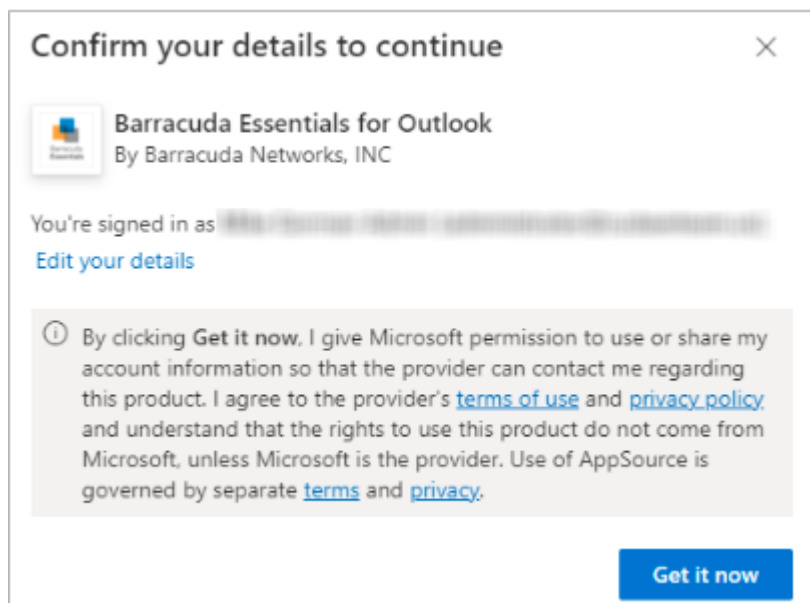 Confirm your details to continue
Barracuda Essentials for Outlook
By Barracuda Networks, INC
You're signed in as
Edit your details
By clicking Get it now, I give Microsoft permission to use or share my
account information so that the provider can contact me regarding
this product. I agree to the provider's terms of use and privacy policy
and understand that the rights to use this product do not come from
Microsoft, unless Microsoft is the provider. Use of AppSource is
governed by separate terms and privacy.
Get it now